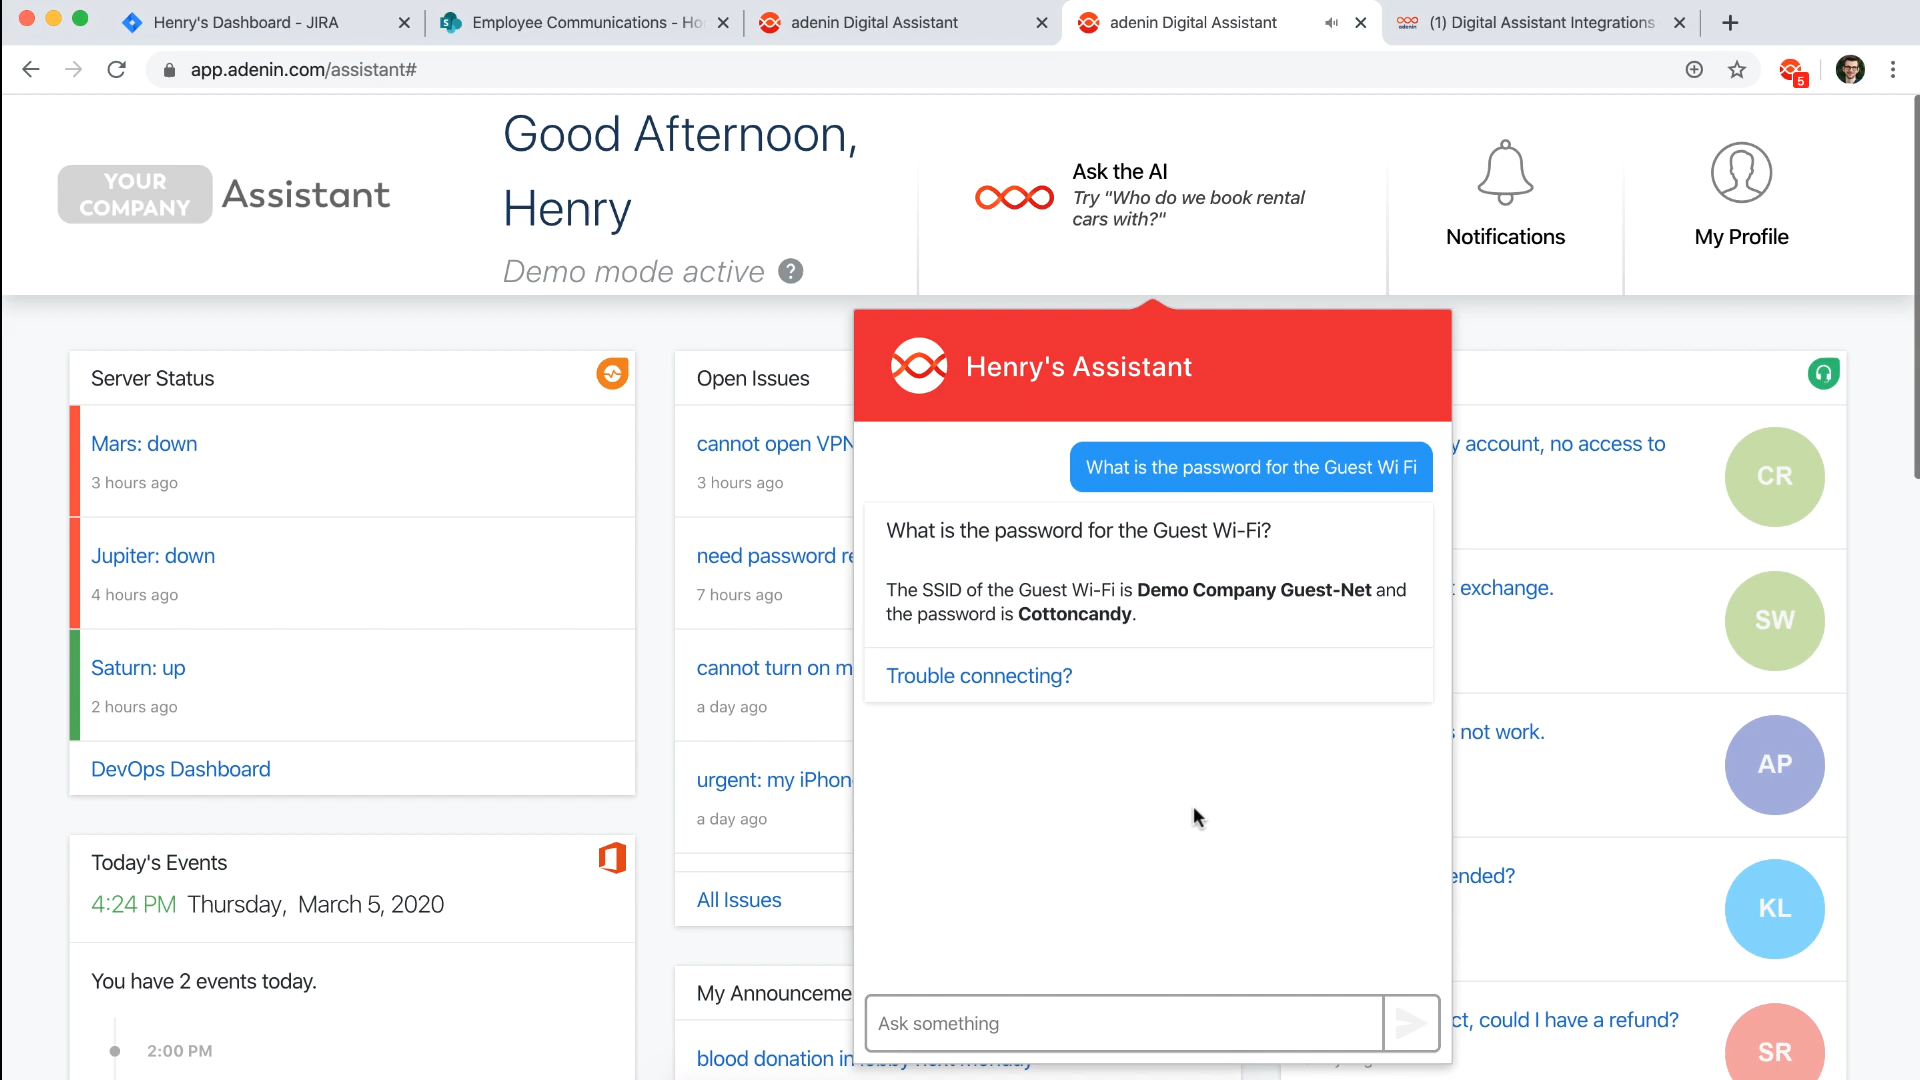 Henry's Dashboard - JIRA
Employee Communications - Ho
adenin Digital Assistant
adenin Digital Assistant
(1) Digital Assistant Integrations
app.adenin.com/assistant#
5
YOUR
COMPANY
Assistant
Good Afternoon,
Henry
Demo mode active ?
Ask the AI
Try "Who do we book rental
cars with?"
Notifications
My Profile
Server Status
Mars: down
3 hours ago
Jupiter: down
4 hours ago
Saturn: up
2 hours ago
DevOps Dashboard
Today's Events
4:24 PM Thursday, March 5, 2020
You have 2 events today.
2:00 PM
Open Issues
cannot open VPN
3 hours ago
need password re
7 hours ago
cannot turn on m
a day ago
urgent: my iPhon
a day ago
All Issues
My Announceme
blood donation in lobby next Monday
Henry's Assistant
What is the password for the Guest Wi Fi
What is the password for the Guest Wi-Fi?
The SSID of the Guest Wi-Fi is Demo Company Guest-Net and
the password is Cottoncandy.
Trouble connecting?
Ask something
y account, no access to
CR
exchange.
SW
not work.
AP
ended?
KL
ct, could I have a refund?
SR